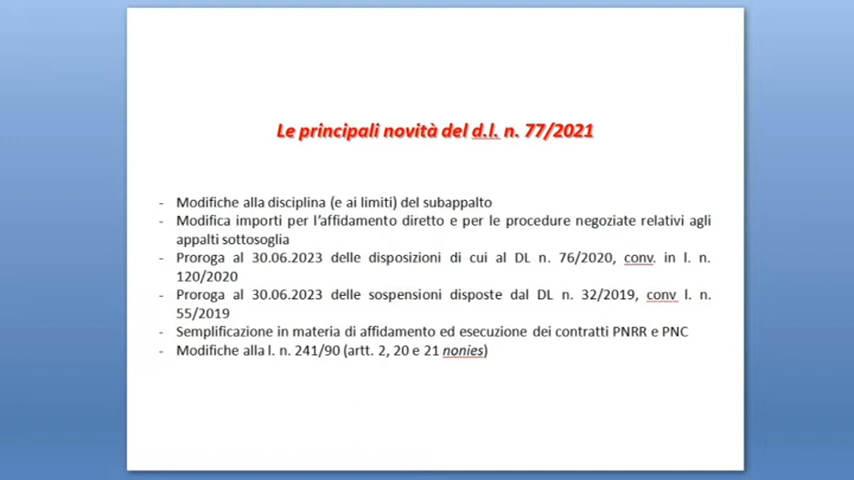 Le principali novità del d.l. n. 77/2021
- Modifiche alla disciplina (e ai limiti) del subappalto
- Modifica importi per l'affidamento diretto e per le procedure negoziate relativi agli
appalti sottosoglia
- Proroga al 30.06.2023 delle disposizioni di cui al DL n. 76/2020, conv. in l. n.
120/2020
- Proroga al 30.06.2023 delle sospensioni disposte dal DL n. 32/2019, conv l. n.
55/2019
- Semplificazione in materia di affidamento ed esecuzione dei contratti PNRR e PNC
- Modifiche alla l. n. 241/90 (artt. 2, 20 e 21 nonies)